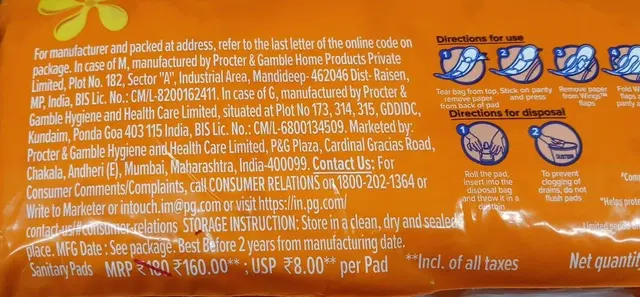 For manufacturer and packed at address, refer to the last letter of the online code on
package. In case of M, manufactured by Procter & Gamble Home Products Private
Limited, Plot No. 182, Sector "A", Industrial Area, Mandideep- 462046 Dist- Raisen,
MP, India, BIS Lic. No.: CM/L-8200162411. In case of G, manufactured by Procter &
Gamble Hygiene and Health Care Limited, situated at Plot No 173, 314, 315, GDDIDC,
Kundaim, Ponda Goa 403 115 India, BIS Lic. No.: CM/L-6800134509. Marketed by:
Procter & Gamble Hygiene and Health Care Limited, P&G Plaza, Cardinal Gracias Road,
Chakala, Andheri (E), Mumbai, Maharashtra, India-400099. Contact Us: For
Consumer Comments/Complaints, call CONSUMER RELATIONS on 1800-202-1364 or
Write to Marketer or intouch.im@pg.com or visit https://in.pg.com/
contact-us/#consumer-relations STORAGE INSTRUCTION: Store in a clean, dry and sealed
place. MFG Date : See package. Best Before 2 years from manufacturing date.
Sanitary Pads MRP ₹180 ₹160.00** ; USP ₹8.00** per Pad **Incl. of all taxes
Directions for use
1
2
3
4
Tear bag from top,
remove paper
from back of pad
Stick on panty
and press
Remove paper
from Wings™
flaps
Fold W
flaps
panty
Directions for disposal
1
2
DUSTBIN
Roll the pad,
insert into the
disposal bag
and throw it in a
dustbin
To prevent
clogging of
drains, do not
flush pads
*Com
*Helps prote
Limited period
Net quantit